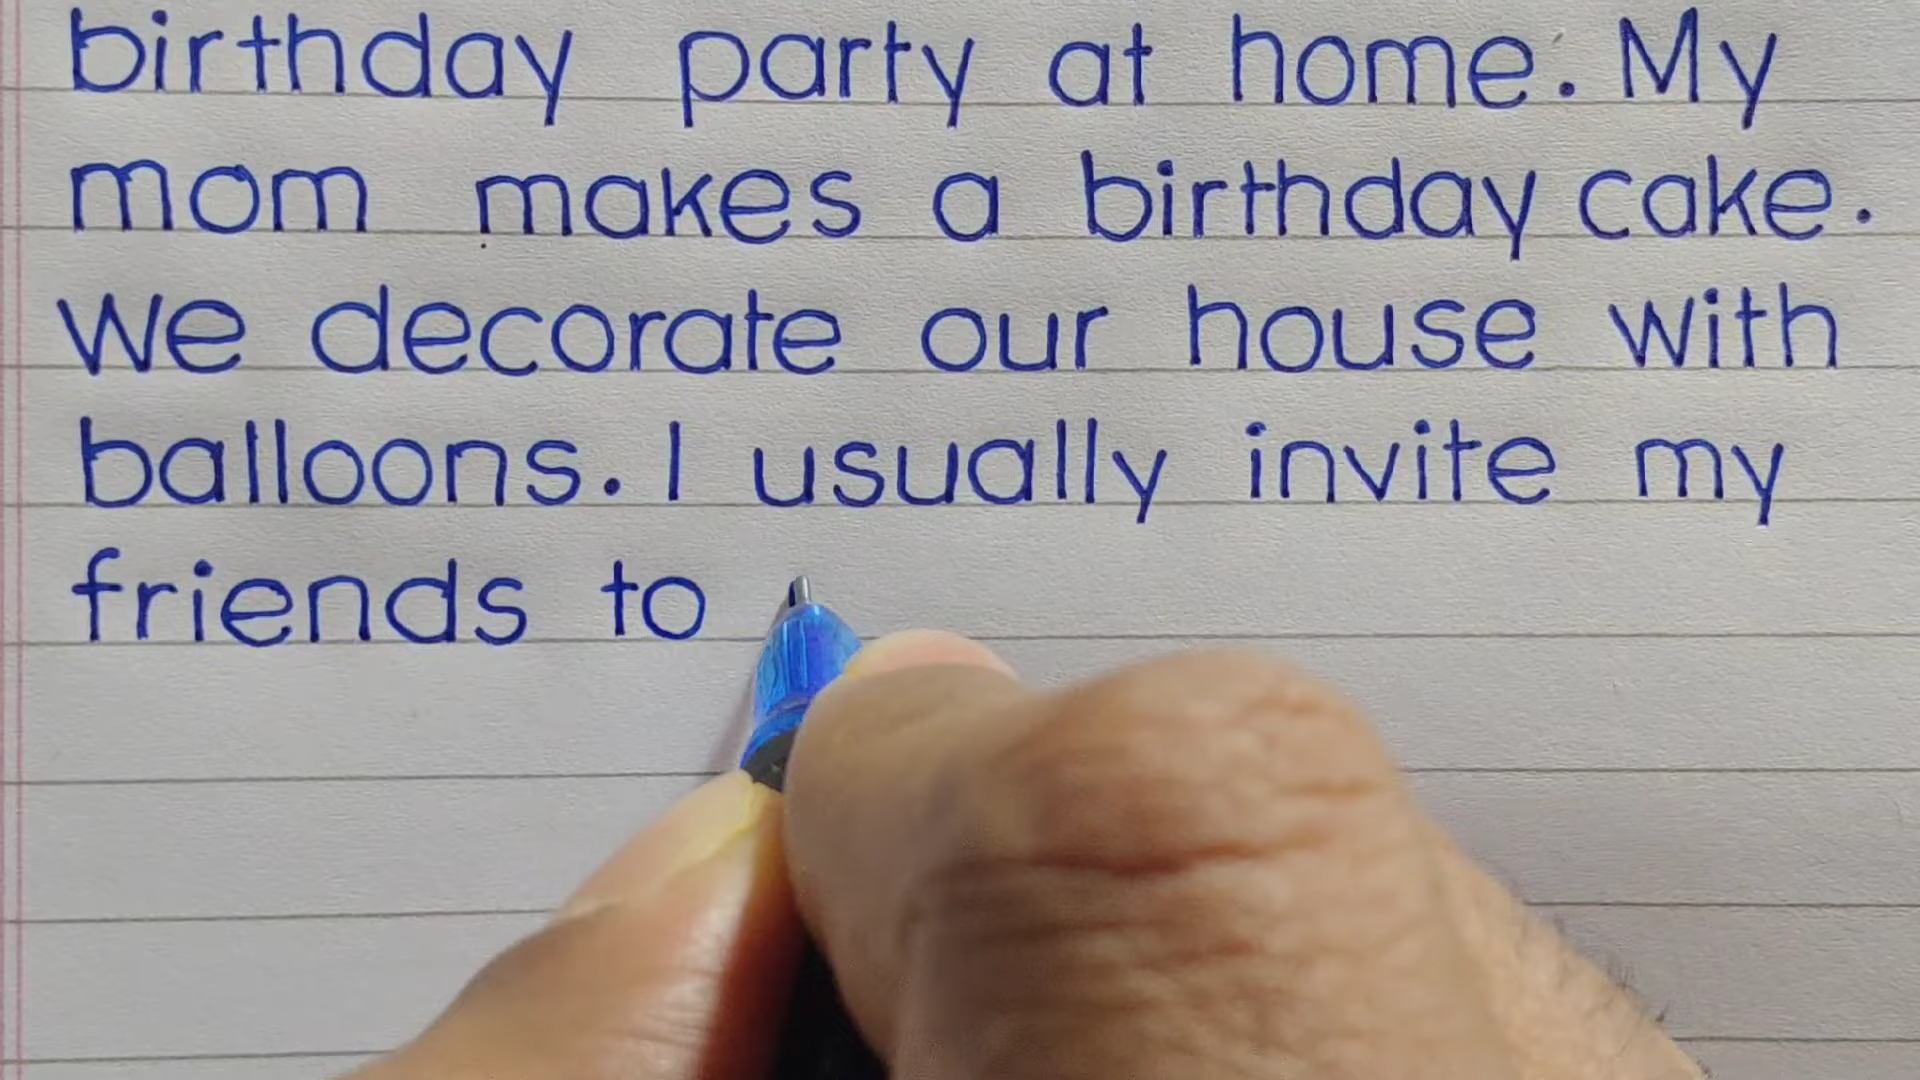 birthday party at home. My
mom makes a birthday cake.
We decorate our house with
balloons. I usually invite my
friends to